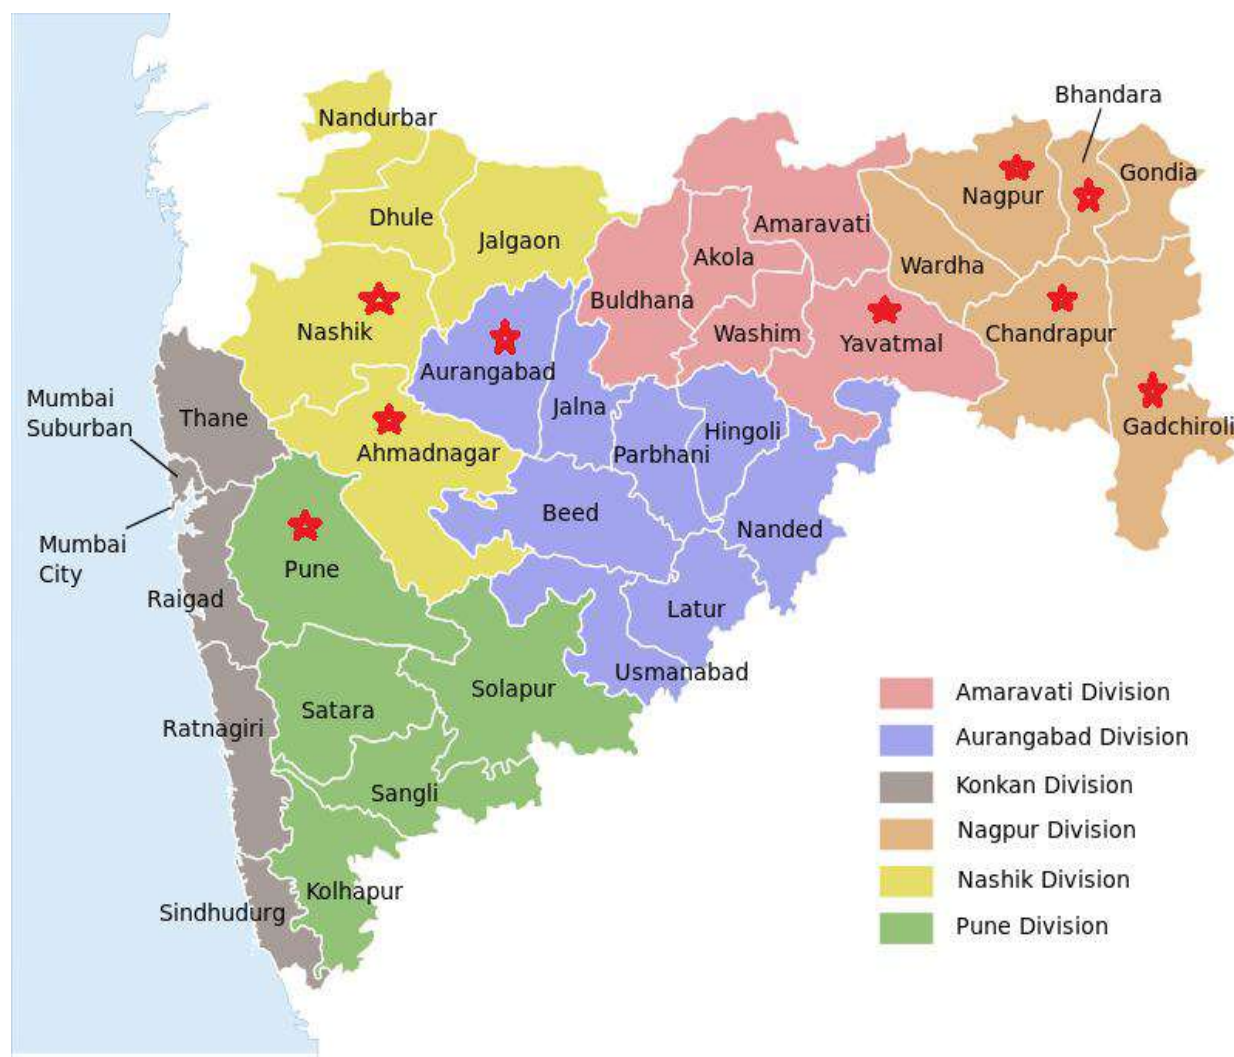 Bhandara
Nandurbar
Nagpur
Gondia
Dhule
Jalgaon
Amaravati
Akola
Wardha
Nashik
Buldhana
Washim
Yavatmal
Chandrapur
Aurangabad
Mumbai
Suburban
Thane
Jalna
Ahmadnagar
Parbhani
Hingoli
Gadchiroli
Beed
Nanded
Mumbai
City
Pune
Raigad
Latur
Usmanabad
Solapur
Satara
Ratnagiri
Sangli
Kolhapur
Sindhudurg
Amaravati Division
Aurangabad Division
Konkan Division
Nagpur Division
Nashik Division
Pune Division